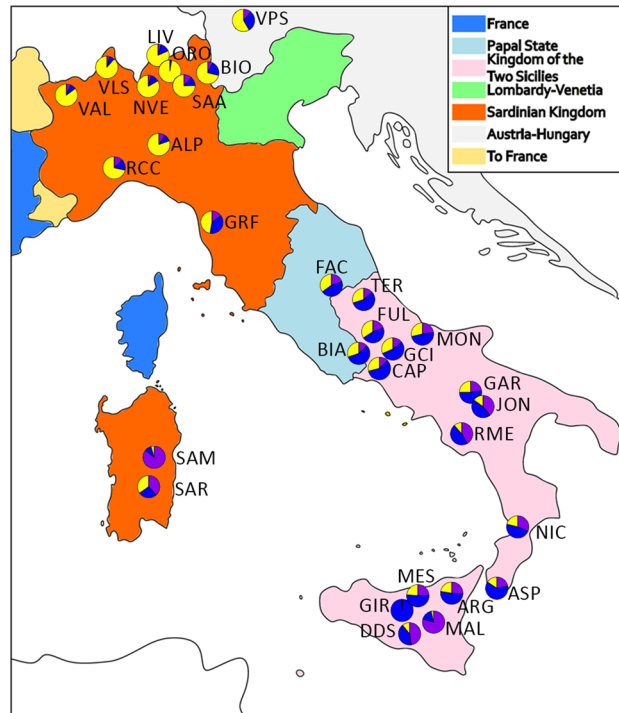 VPS
LIV
ORO
VLS
BIO
VAL
NVE
SAA
ALP
RCC
GRF
FAC
TER
FUL
MON
BIA
GCI
CAP
GAR
JON
RME
SAM
SAR
NIC
MES
ASP
GIR
ARG
DDS
MAL
France
Papal State
Kingdom of the
Two Sicilies
Lombardy-Venetia
Sardinian Kingdom
Austria-Hungary
To France